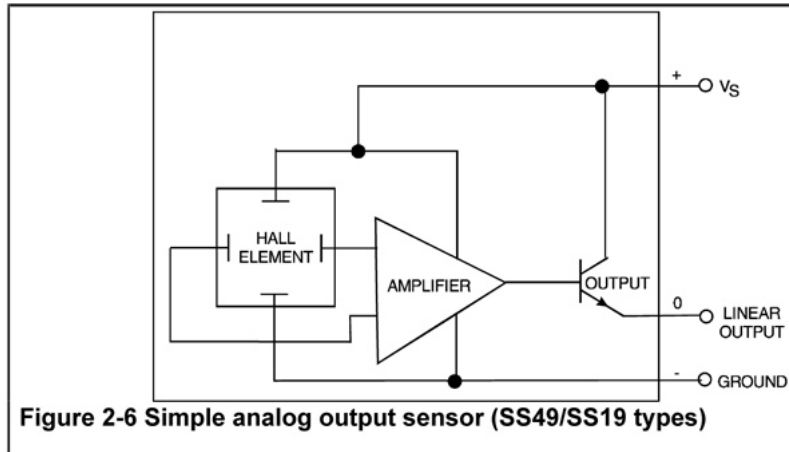 +
VS
HALL
ELEMENT
AMPLIFIER
OUTPUT
0
LINEAR
OUTPUT
-
GROUND
Figure 2-6 Simple analog output sensor (SS49/SS19 types)